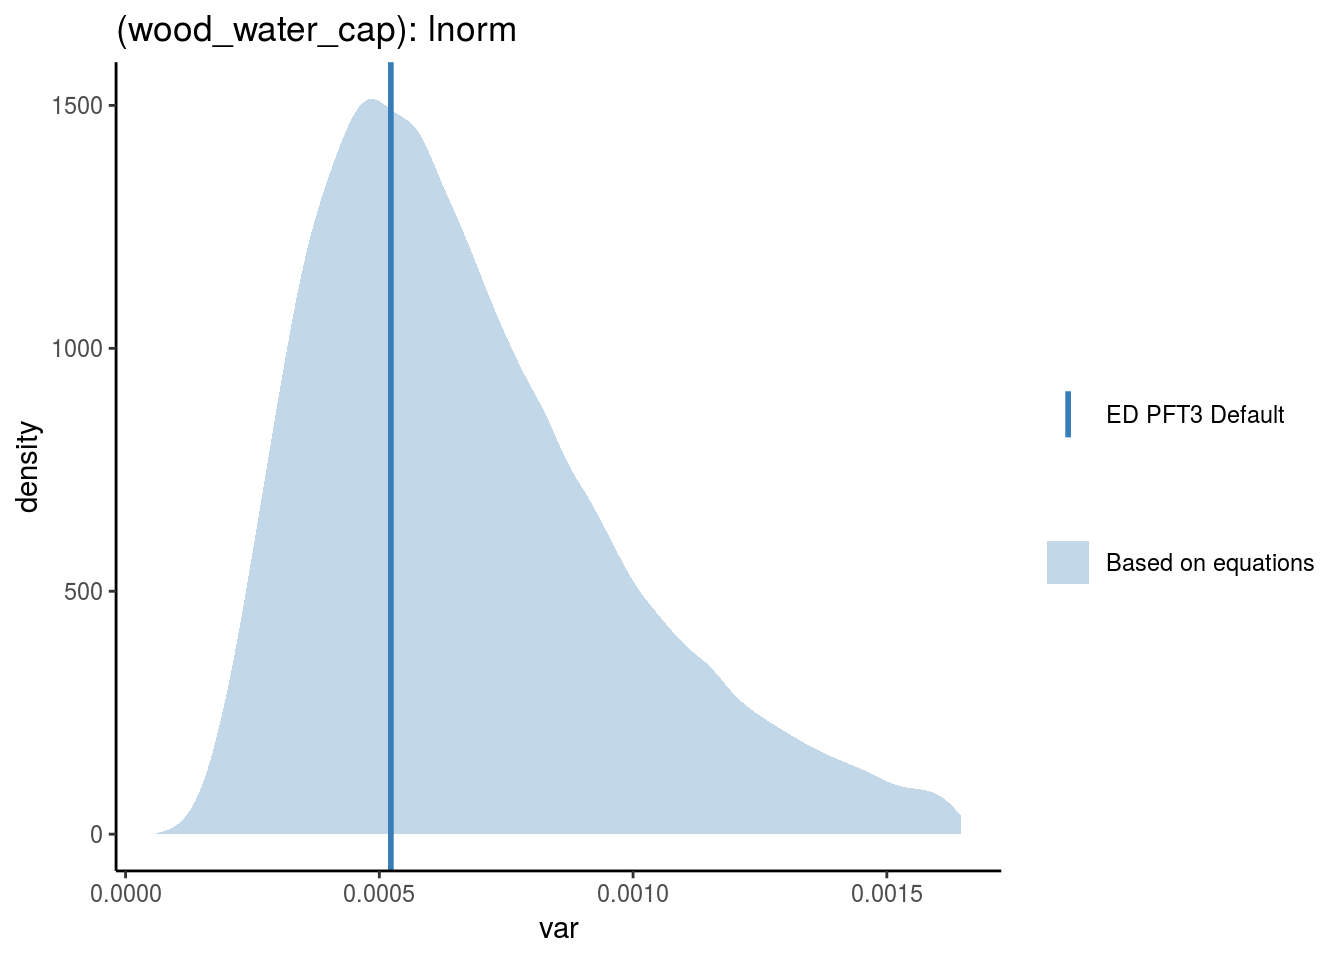 (wood_water_cap): lnorm
1500
1000
500
0
density
0.0000
0.0005
0.0010
0.0015
var
ED PFT3 Default
Based on equations